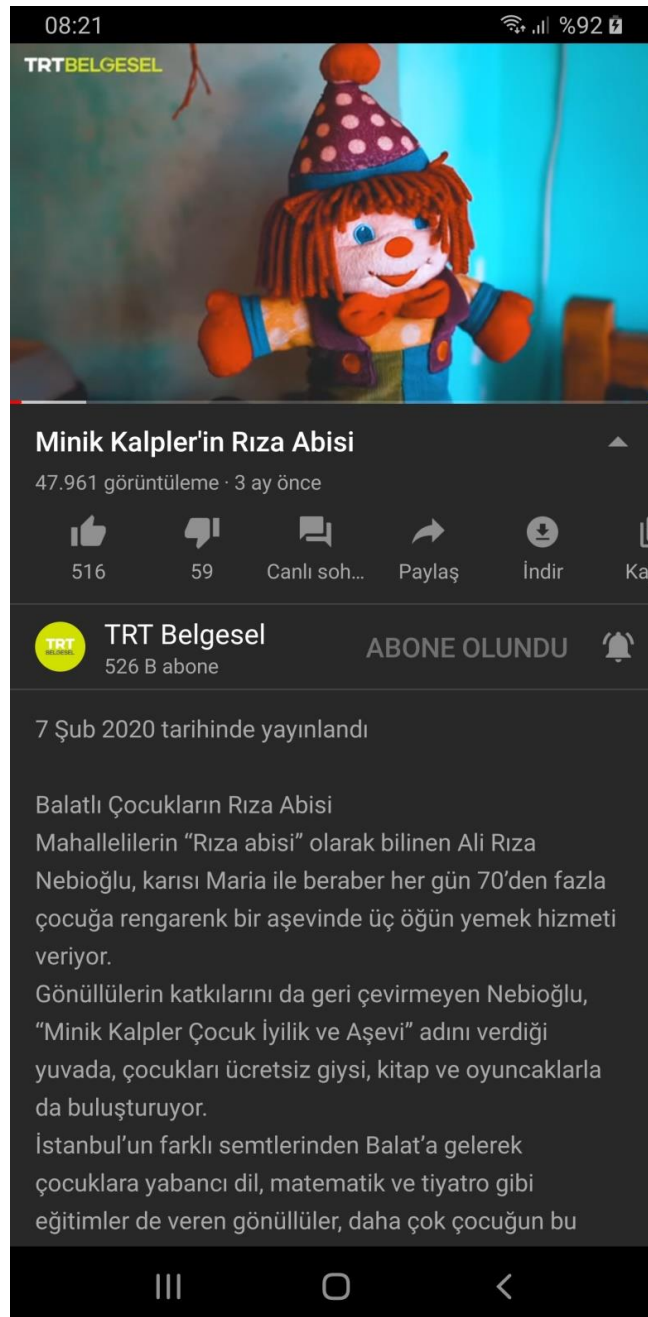 08:21 %92
TRTBELGESEL
Minik Kalpler'in Rıza Abisi
47.961 görüntüleme · 3 ay önce
516 59 Canlı soh... Paylaş İndir Ka
TRT BELGESEL
TRT Belgesel
526 B abone
ABONE OLUNDU
7 Şub 2020 tarihinde yayınlandı
Balatlı Çocukların Rıza Abisi
Mahallelilerin “Rıza abisi” olarak bilinen Ali Rıza
Nebioğlu, karısı Maria ile beraber her gün 70’den fazla
çocuğa rengarenk bir aşevinde üç öğün yemek hizmeti
veriyor.
Gönüllülerin katkılarını da geri çevirmeyen Nebioğlu,
“Minik Kalpler Çocuk İyilik ve Aşevi” adını verdiği
yuvada, çocukları ücretsiz giysi, kitap ve oyuncaklarla
da buluşturuyor.
İstanbul’un farklı semtlerinden Balat’a gelerek
çocuklara yabancı dil, matematik ve tiyatro gibi
eğitimler de veren gönüllüler, daha çok çocuğun bu